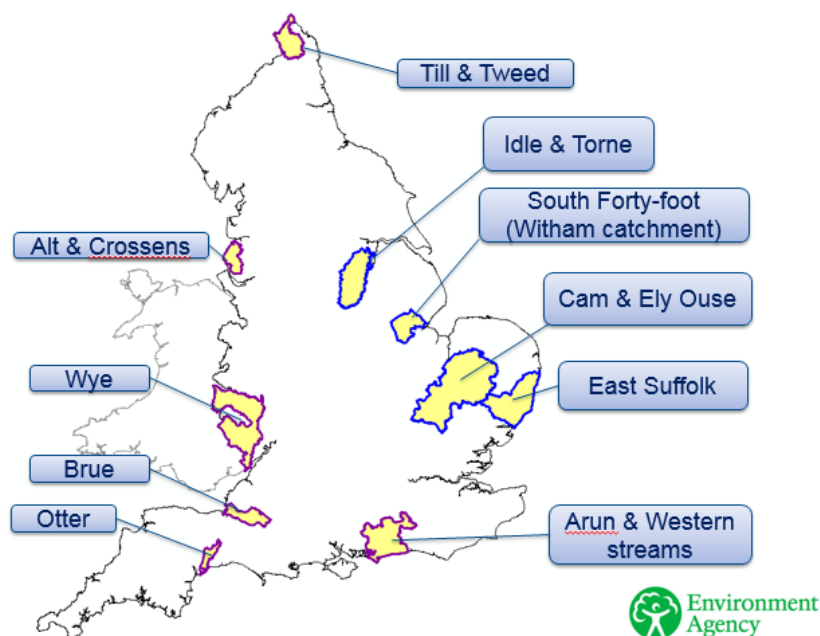 Till & Tweed
Idle & Torne
South Forty-foot
(Witham catchment)
Alt & Crossens
Cam & Ely Ouse
Wye
East Suffolk
Brue
Otter
Arun & Western
streams
Environment
Agency